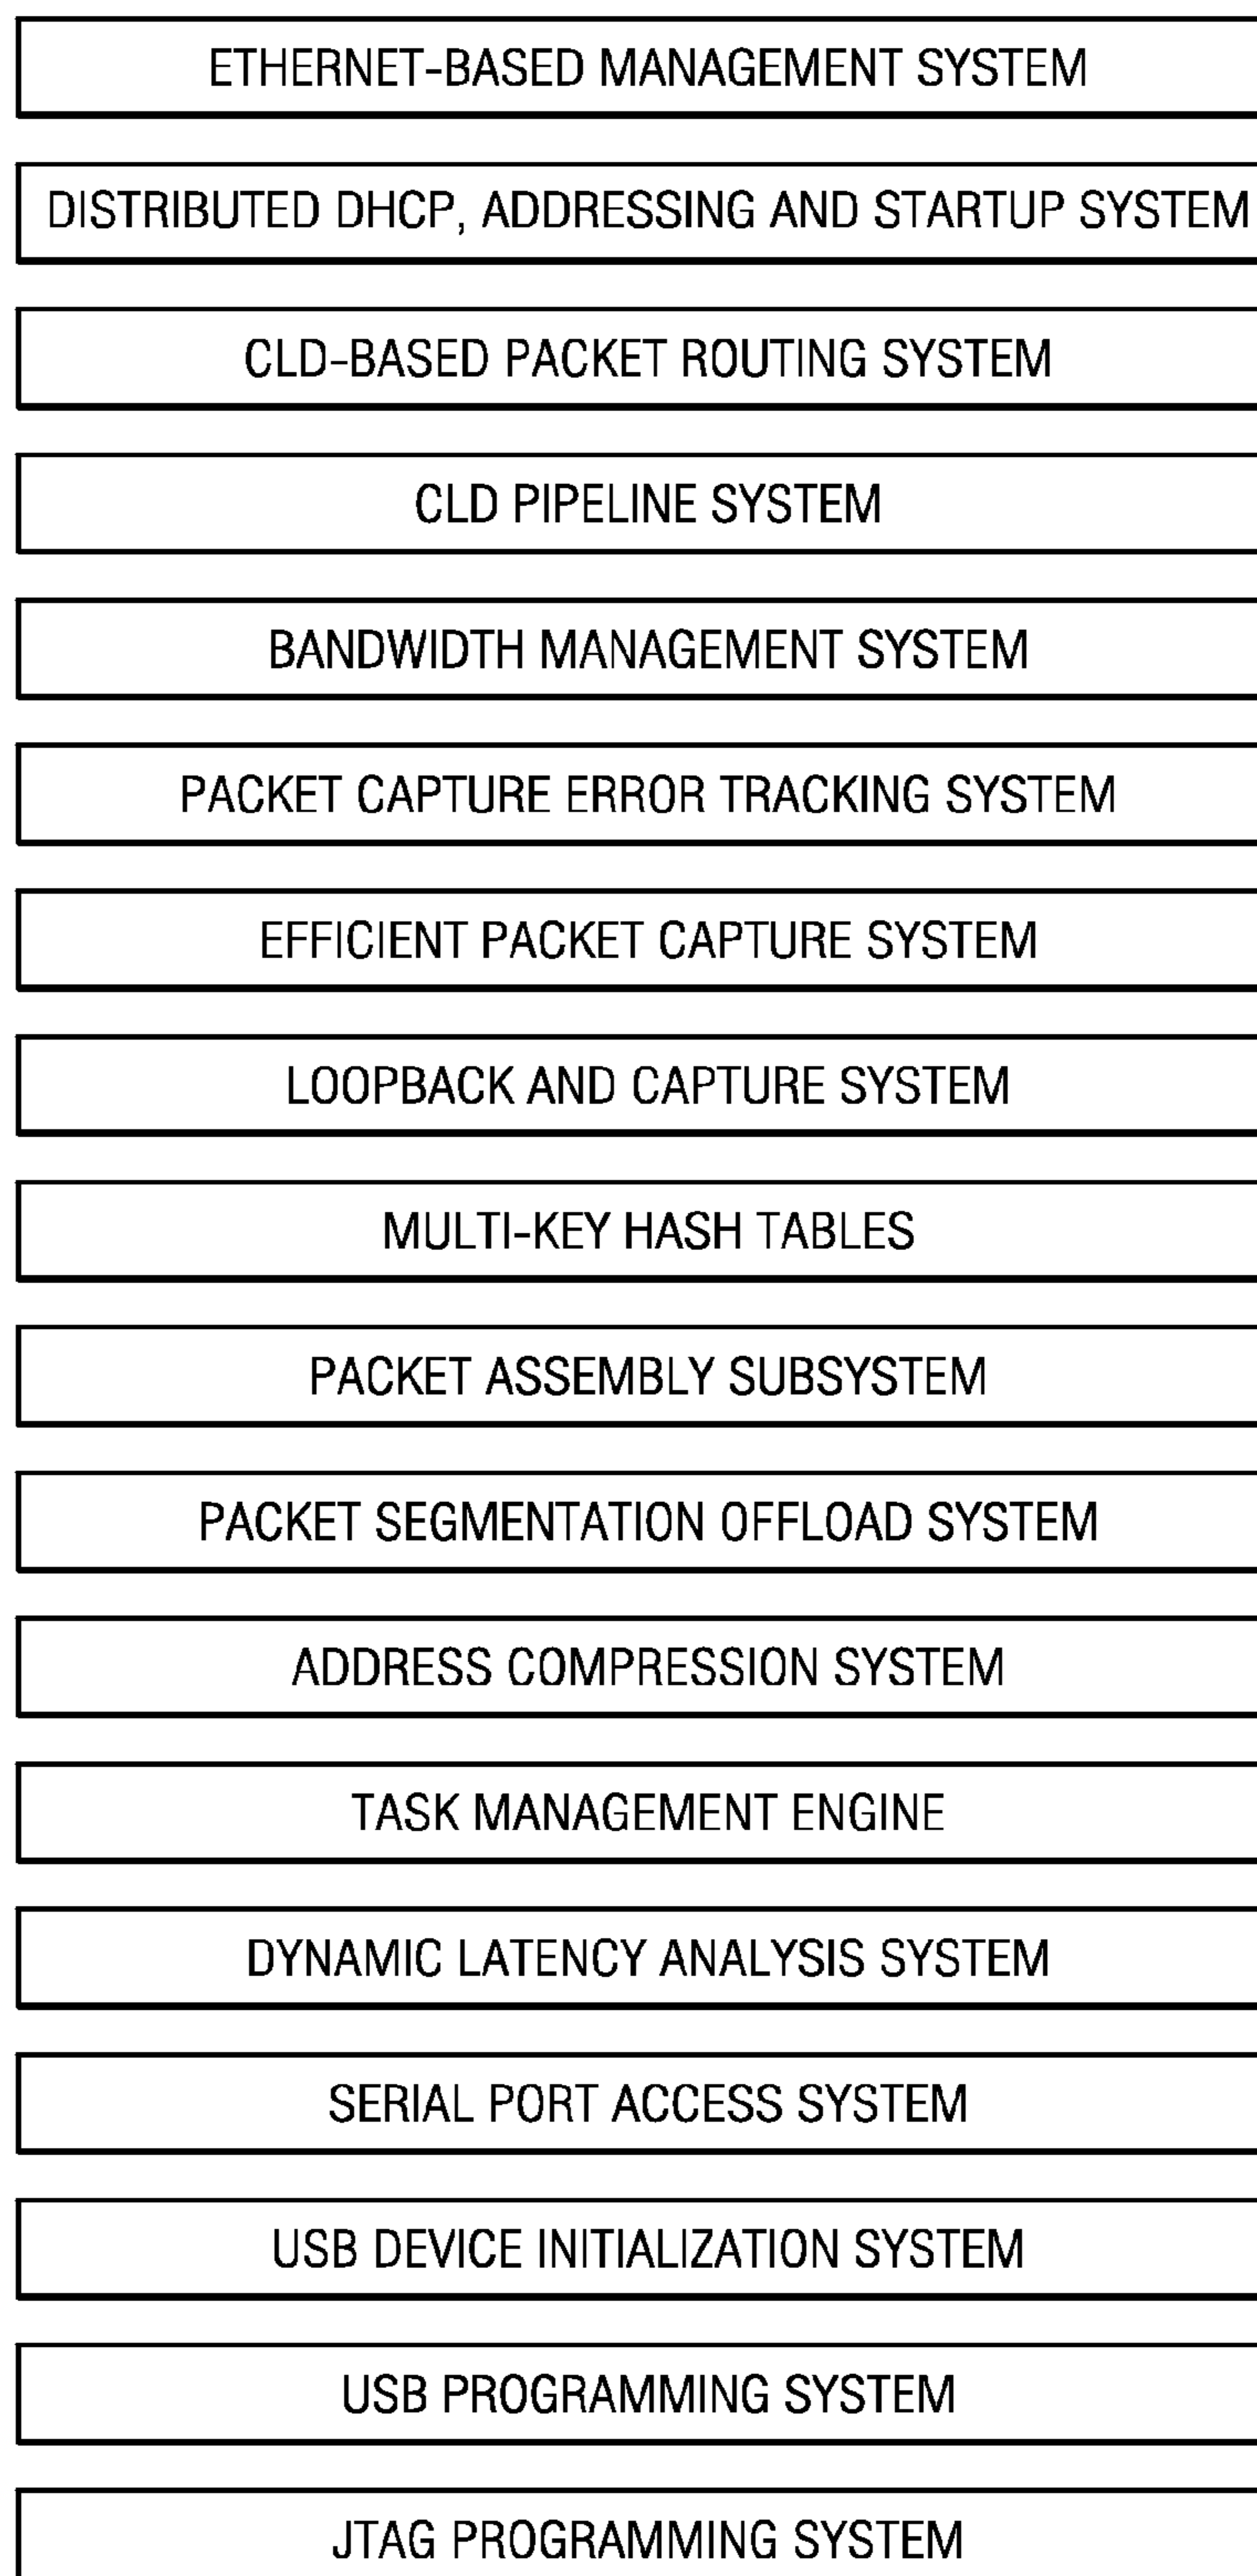 ETHERNET-BASED MANAGEMENT SYSTEM
DISTRIBUTED DHCP, ADDRESSING AND STARTUP SYSTEM
CLD-BASED PACKET ROUTING SYSTEM
CLD PIPELINE SYSTEM
BANDWIDTH MANAGEMENT SYSTEM
PACKET CAPTURE ERROR TRACKING SYSTEM
EFFICIENT PACKET CAPTURE SYSTEM
LOOPBACK AND CAPTURE SYSTEM
MULTI-KEY HASH TABLES
PACKET ASSEMBLY SUBSYSTEM
PACKET SEGMENTATION OFFLOAD SYSTEM
ADDRESS COMPRESSION SYSTEM
TASK MANAGEMENT ENGINE
DYNAMIC LATENCY ANALYSIS SYSTEM
SERIAL PORT ACCESS SYSTEM
USB DEVICE INITIALIZATION SYSTEM
USB PROGRAMMING SYSTEM
JTAG PROGRAMMING SYSTEM